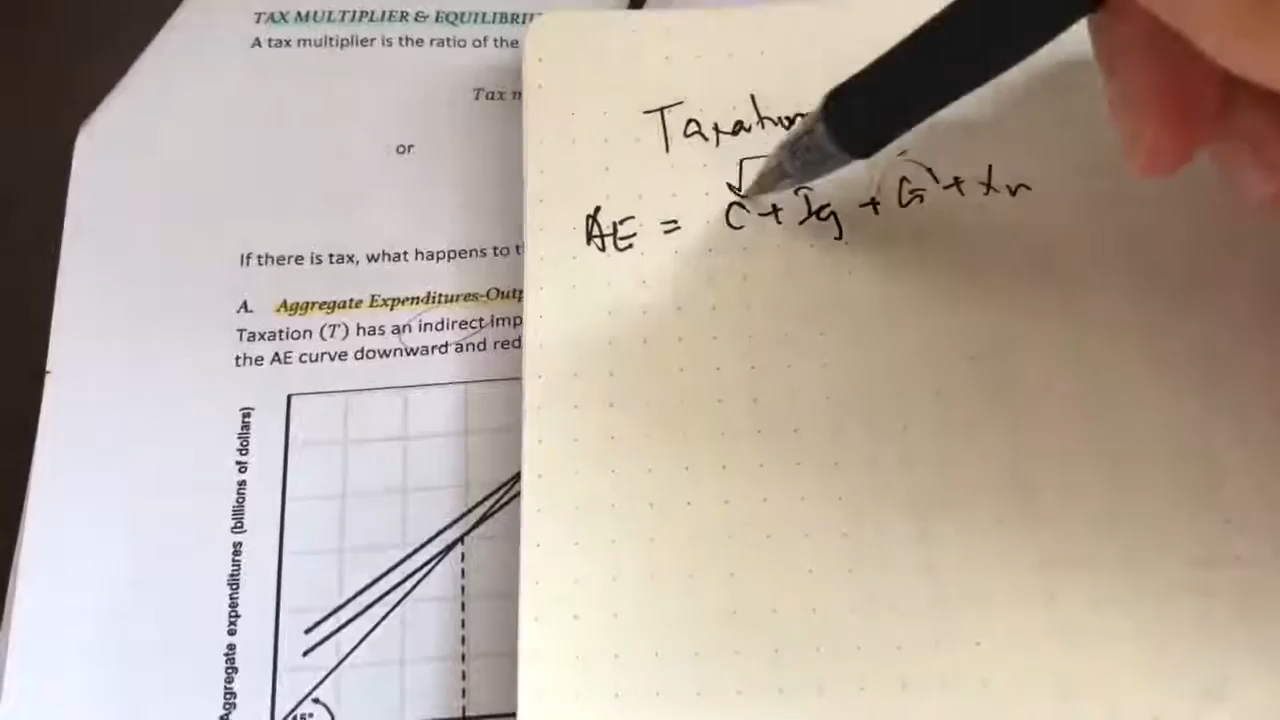 TAX MULTIPLIER & EQUILIBRI
A tax multiplier is the ratio of the
Tax
or
If there is tax, what happens to
A. Aggregate Expenditures-Outp
Taxation (T) has an indirect imp
the AE curve downward and red
Aggregate expenditures (billions of dollars)
45°
Taxation
AE = C + Ig + G + Xn